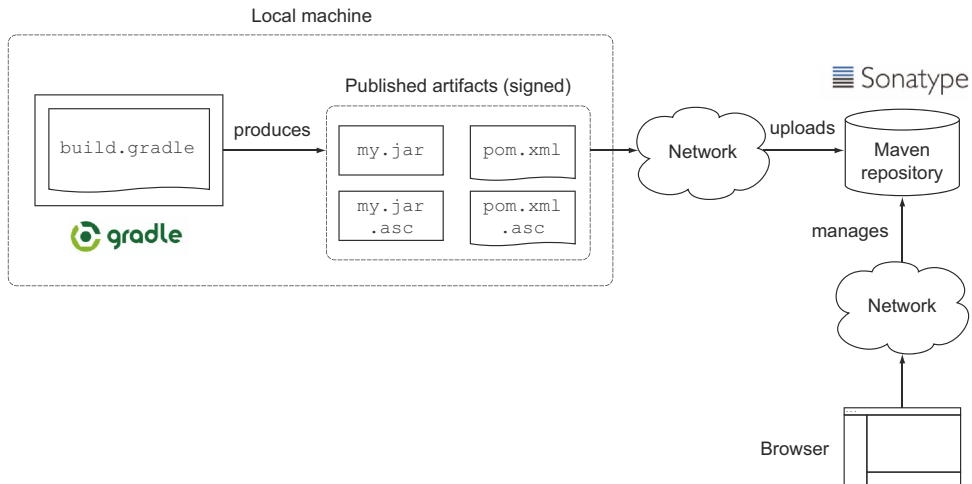 Local machine
Sonatype
Published artifacts (signed)
build.gradle
produces
my.jar
pom.xml
Network
uploads
Maven
repository
my.jar
.asc
pom.xml
.asc
gradle
manages
Network
Browser